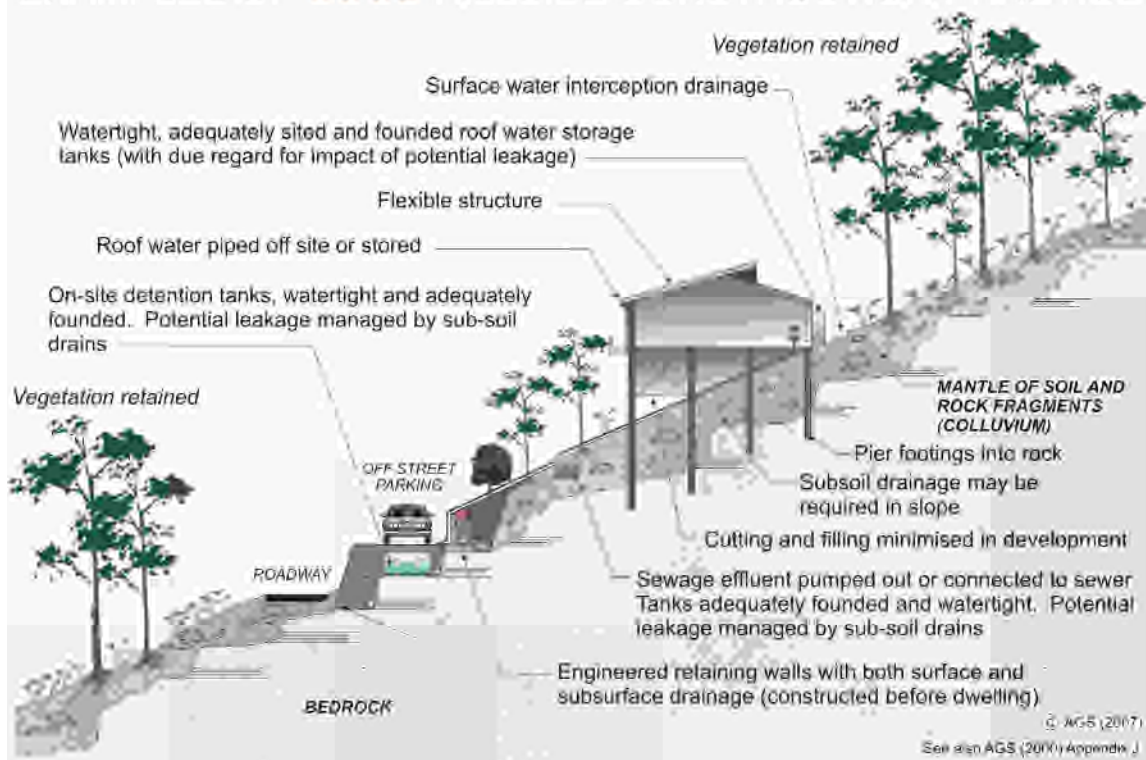 Vegetation retained
Surface water interception drainage
Watertight, adequately sited and founded roof water storage
tanks (with due regard for impact of potential leakage)
Flexible structure
Roof water piped off site or stored
On-site detention tanks, watertight and adequately
founded. Potential leakage managed by sub-soil
drains
Vegetation retained
MANTLE OF SOIL AND
ROCK FRAGMENTS
(COLLUVIUM)
Pier footings into rock
OFF STREET
PARKING
Subsoil drainage may be
required in slope
Cutting and filling minimised in development
ROADWAY
Sewage effluent pumped out or connected to sewer
Tanks adequately founded and watertight. Potential
leakage managed by sub-soil drains
Engineered retaining walls with both surface and
subsurface drainage (constructed before dwelling)
BEDROCK
© AGS (2007)
See also AGS (2000) Appendix J